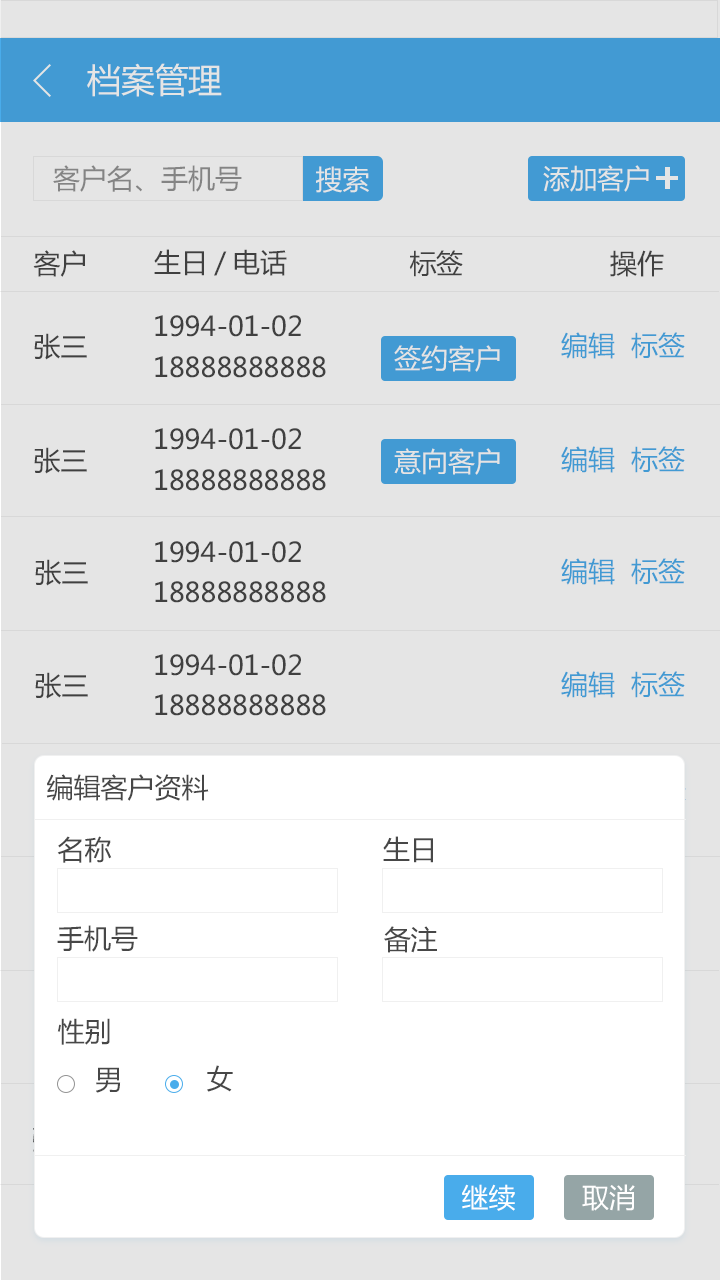 档案管理
客户名、手机号 搜索 添加客户+
客户 生日 / 电话 标签 操作
张三 1994-01-02 18888888888 签约客户 编辑 标签
张三 1994-01-02 18888888888 意向客户 编辑 标签
张三 1994-01-02 18888888888 编辑 标签
张三 1994-01-02 18888888888 编辑 标签
编辑客户资料
名称 生日
手机号 备注
性别
男 女
继续 取消